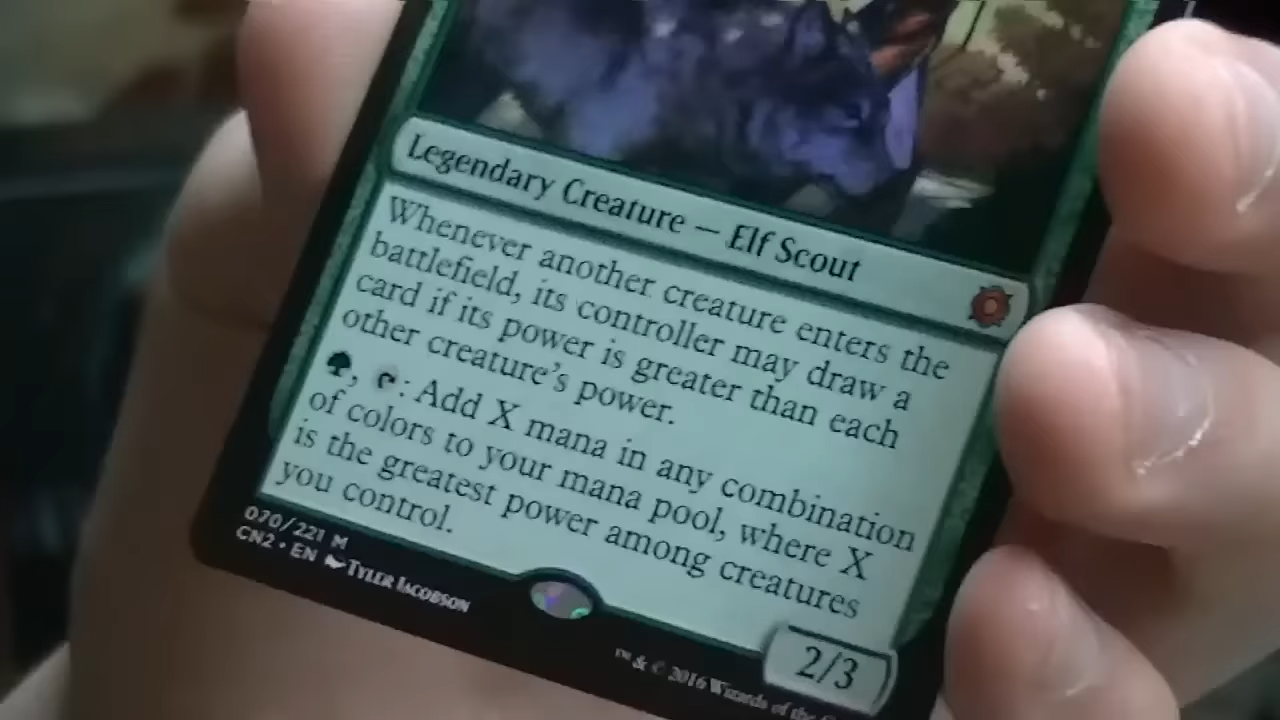 Legendary Creature — Elf Scout
Whenever another creature enters the
battlefield, its controller may draw a
card if its power is greater than each
other creature's power.
, : Add X mana in any combination
of colors to your mana pool, where X
is the greatest power among creatures
you control.
070/221 M
CN2 • EN Tyler Jacobson
2/3
™ & © 2016 Wizards of the